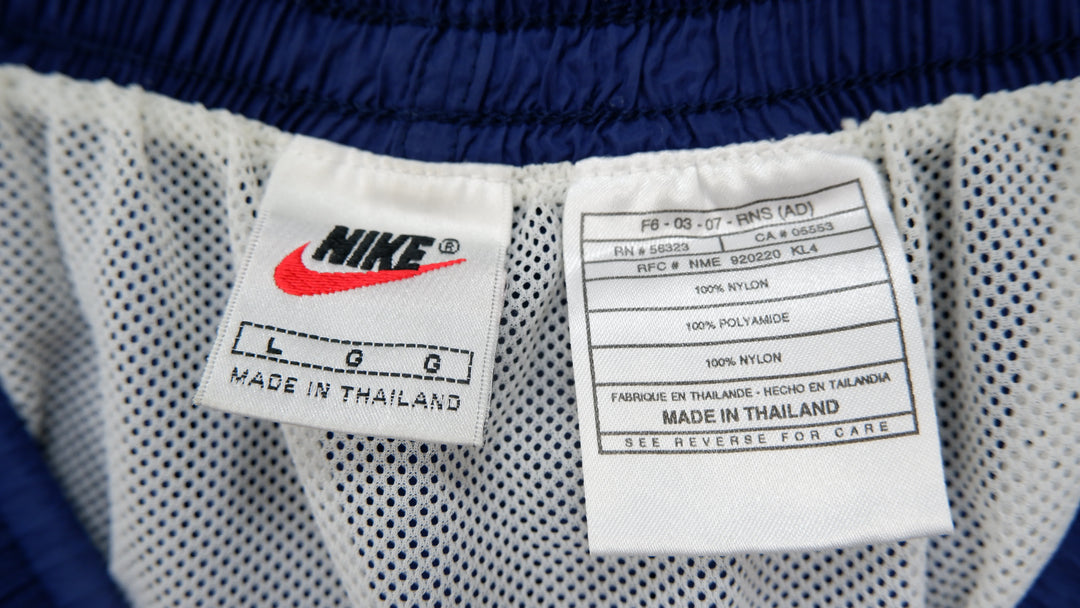 NIKE®
L G G
MADE IN THAILAND
F6 - 03 - 07 - RNS (AD)
RN # 56323 CA # 05553
RFC # NME 920220 KL4
100% NYLON
100% POLYAMIDE
100% NYLON
FABRIQUE EN THAILANDE - HECHO EN TAILANDIA
MADE IN THAILAND
SEE REVERSE FOR CARE